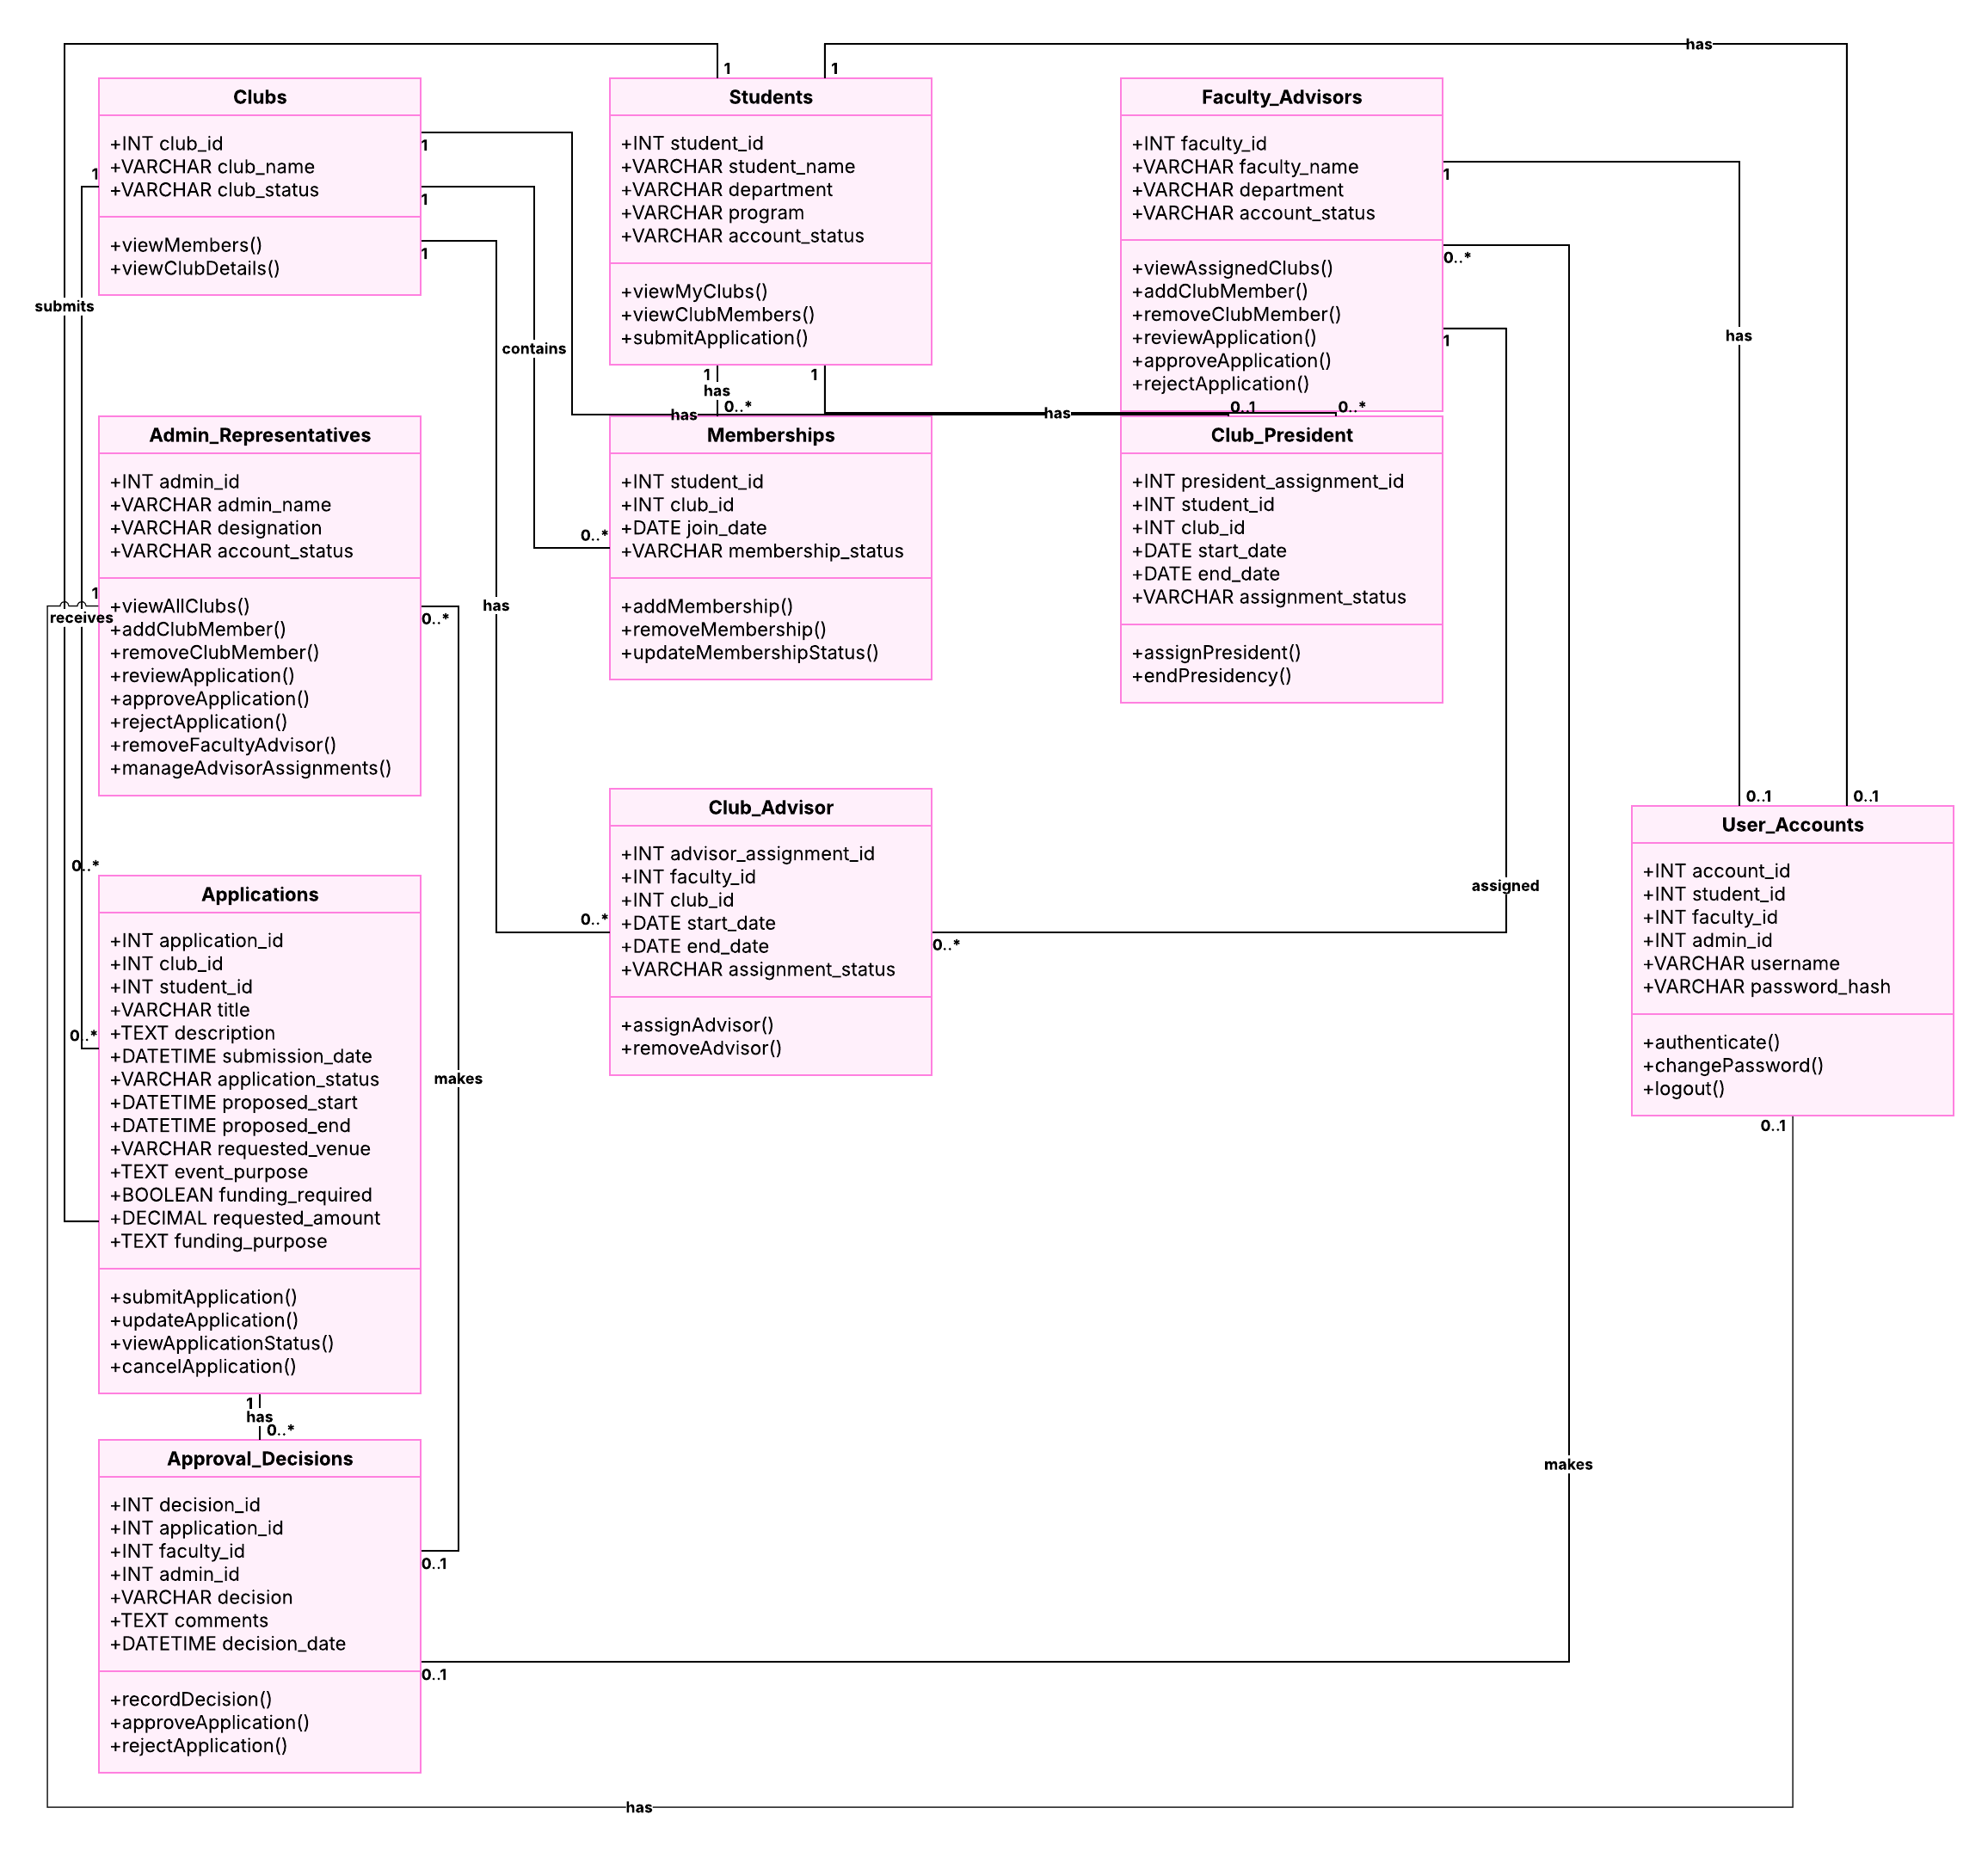 has
1
1
Clubs
+INT club_id
+VARCHAR club_name
+VARCHAR club_status
+viewMembers()
+viewClubDetails()
1
1
1
1
Students
+INT student_id
+VARCHAR student_name
+VARCHAR department
+VARCHAR program
+VARCHAR account_status
+viewMyClubs()
+viewClubMembers()
+submitApplication()
Faculty_Advisors
+INT faculty_id
+VARCHAR faculty_name
+VARCHAR department
+VARCHAR account_status
+viewAssignedClubs()
+addClubMember()
+removeClubMember()
+reviewApplication()
+approveApplication()
+rejectApplication()
1
0..*
1
submits
contains
has
1
has
0..*
1
has
has
0..1
0..*
Admin_Representatives
+INT admin_id
+VARCHAR admin_name
+VARCHAR designation
+VARCHAR account_status
+viewAllClubs()
+addClubMember()
+removeClubMember()
+reviewApplication()
+approveApplication()
+rejectApplication()
+removeFacultyAdvisor()
+manageAdvisorAssignments()
1
receives
0..*
has
Memberships
+INT student_id
+INT club_id
+DATE join_date
+VARCHAR membership_status
+addMembership()
+removeMembership()
+updateMembershipStatus()
0..*
Club_President
+INT president_assignment_id
+INT student_id
+INT club_id
+DATE start_date
+DATE end_date
+VARCHAR assignment_status
+assignPresident()
+endPresidency()
Club_Advisor
+INT advisor_assignment_id
+INT faculty_id
+INT club_id
+DATE start_date
+DATE end_date
+VARCHAR assignment_status
+assignAdvisor()
+removeAdvisor()
0..*
0..*
assigned
0..1
0..1
User_Accounts
+INT account_id
+INT student_id
+INT faculty_id
+INT admin_id
+VARCHAR username
+VARCHAR password_hash
+authenticate()
+changePassword()
+logout()
0..1
0..*
Applications
+INT application_id
+INT club_id
+INT student_id
+VARCHAR title
+TEXT description
+DATETIME submission_date
+VARCHAR application_status
+DATETIME proposed_start
+DATETIME proposed_end
+VARCHAR requested_venue
+TEXT event_purpose
+BOOLEAN funding_required
+DECIMAL requested_amount
+TEXT funding_purpose
+submitApplication()
+updateApplication()
+viewApplicationStatus()
+cancelApplication()
0..*
makes
1
has
0..*
makes
Approval_Decisions
+INT decision_id
+INT application_id
+INT faculty_id
+INT admin_id
+VARCHAR decision
+TEXT comments
+DATETIME decision_date
+recordDecision()
+approveApplication()
+rejectApplication()
0..1
0..1
has